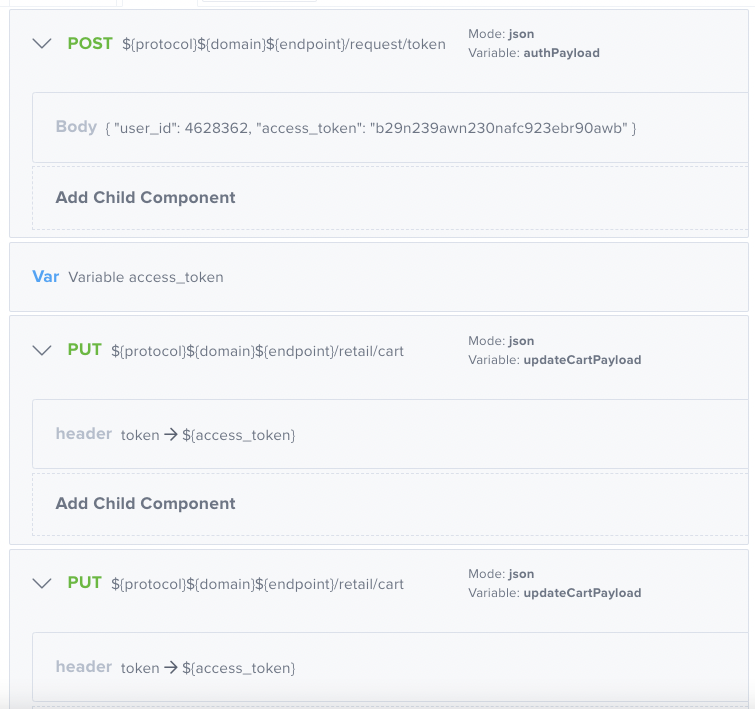 POST ${protocol}${domain}${endpoint}/request/token
Mode: json
Variable: authPayload
Body { "user_id": 4628362, "access_token": "b29n239awn230nafc923ebr90awb" }
Add Child Component
Var Variable access_token
PUT ${protocol}${domain}${endpoint}/retail/cart
Mode: json
Variable: updateCartPayload
header token → ${access_token}
Add Child Component
PUT ${protocol}${domain}${endpoint}/retail/cart
Mode: json
Variable: updateCartPayload
header token → ${access_token}